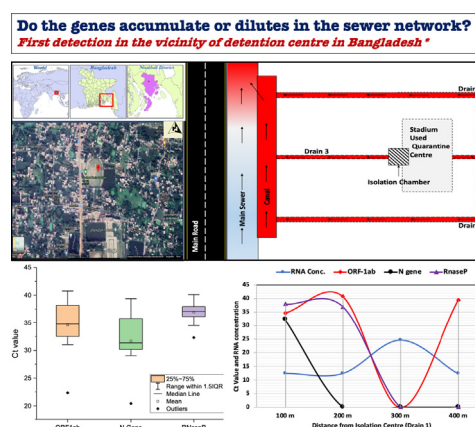 Do the genes accumulate or dilutes in the sewer network?
First detection in the vicinity of detention centre in Bangladesh*
World
Bangladesh
Noakhali District
Main Road
Main Sewer
Canal
Drain
Drain 3
Stadium
Used
Quarantine
Centre
Isolation Chamber
Drain
Ct value
45
40
35
30
25
20
25%~75%
Range within 1.5IQR
Median Line
Mean
Outliers
ORF1ab
N Gene
RNaseP
RNA Conc.
ORF-1ab
N gene
RnaseP
Ct Value and RNA concentration
45
40
35
30
25
20
15
10
5
0
100 m
200 m
300 m
400 m
Distance from Isolation Centre (Drain 1)